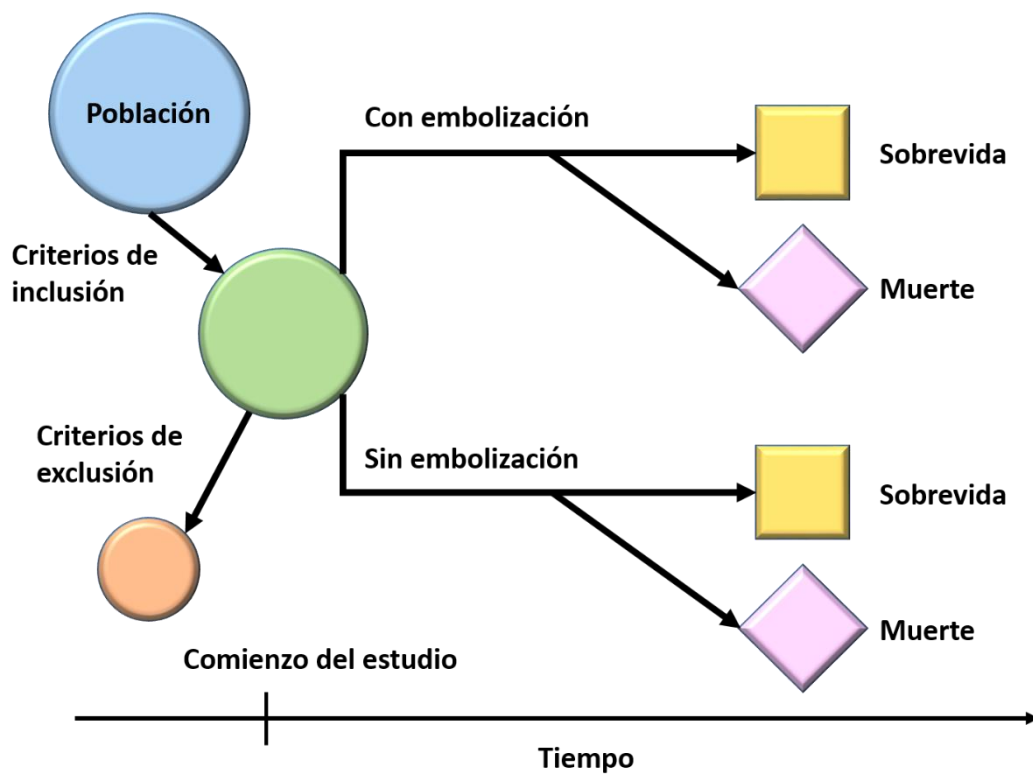 Población
Criterios de
inclusión
Criterios de
exclusión
Con embolización
Sobrevida
Muerte
Sin embolización
Sobrevida
Muerte
Comienzo del estudio
Tiempo